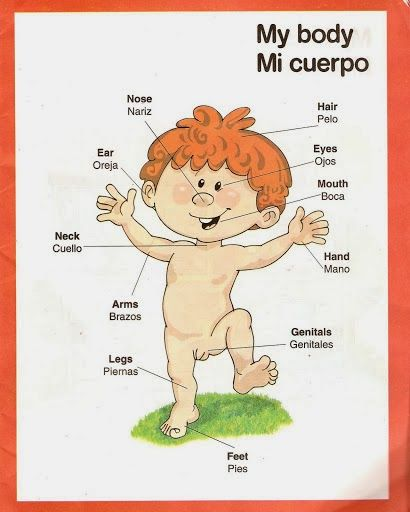 My body
Mi cuerpo
Nose
Nariz
Hair
Pelo
Ear
Oreja
Eyes
Ojos
Mouth
Boca
Neck
Cuello
Hand
Mano
Arms
Brazos
Genitals
Genitales
Legs
Piernas
Feet
Pies